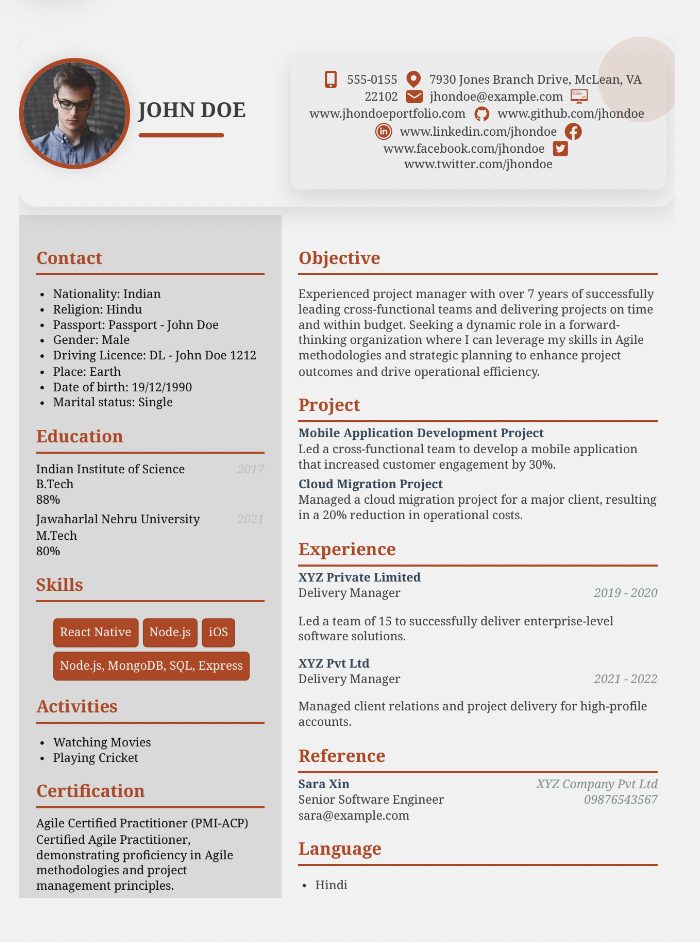 JOHN DOE
555-0155 7930 Jones Branch Drive, McLean, VA
22102 jhondoe@example.com
www.jhondoeportfolio.com www.github.com/jhondoe
www.linkedin.com/jhondoe
www.facebook.com/jhondoe
www.twitter.com/jhondoe
Contact
• Nationality: Indian
• Religion: Hindu
• Passport: Passport - John Doe
• Gender: Male
• Driving Licence: DL - John Doe 1212
• Place: Earth
• Date of birth: 19/12/1990
• Marital status: Single
Education
Indian Institute of Science 2017
B.Tech
88%
Jawaharlal Nehru University 2021
M.Tech
80%
Skills
React Native Node.js iOS
Node.js, MongoDB, SQL, Express
Activities
• Watching Movies
• Playing Cricket
Certification
Agile Certified Practitioner (PMI-ACP)
Certified Agile Practitioner,
demonstrating proficiency in Agile
methodologies and project
management principles.
Objective
Experienced project manager with over 7 years of successfully
leading cross-functional teams and delivering projects on time
and within budget. Seeking a dynamic role in a forward-
thinking organization where I can leverage my skills in Agile
methodologies and strategic planning to enhance project
outcomes and drive operational efficiency.
Project
Mobile Application Development Project
Led a cross-functional team to develop a mobile application
that increased customer engagement by 30%.
Cloud Migration Project
Managed a cloud migration project for a major client, resulting
in a 20% reduction in operational costs.
Experience
XYZ Private Limited
Delivery Manager 2019 - 2020
Led a team of 15 to successfully deliver enterprise-level
software solutions.
XYZ Pvt Ltd
Delivery Manager 2021 - 2022
Managed client relations and project delivery for high-profile
accounts.
Reference
Sara Xin XYZ Company Pvt Ltd
Senior Software Engineer 09876543567
sara@example.com
Language
• Hindi